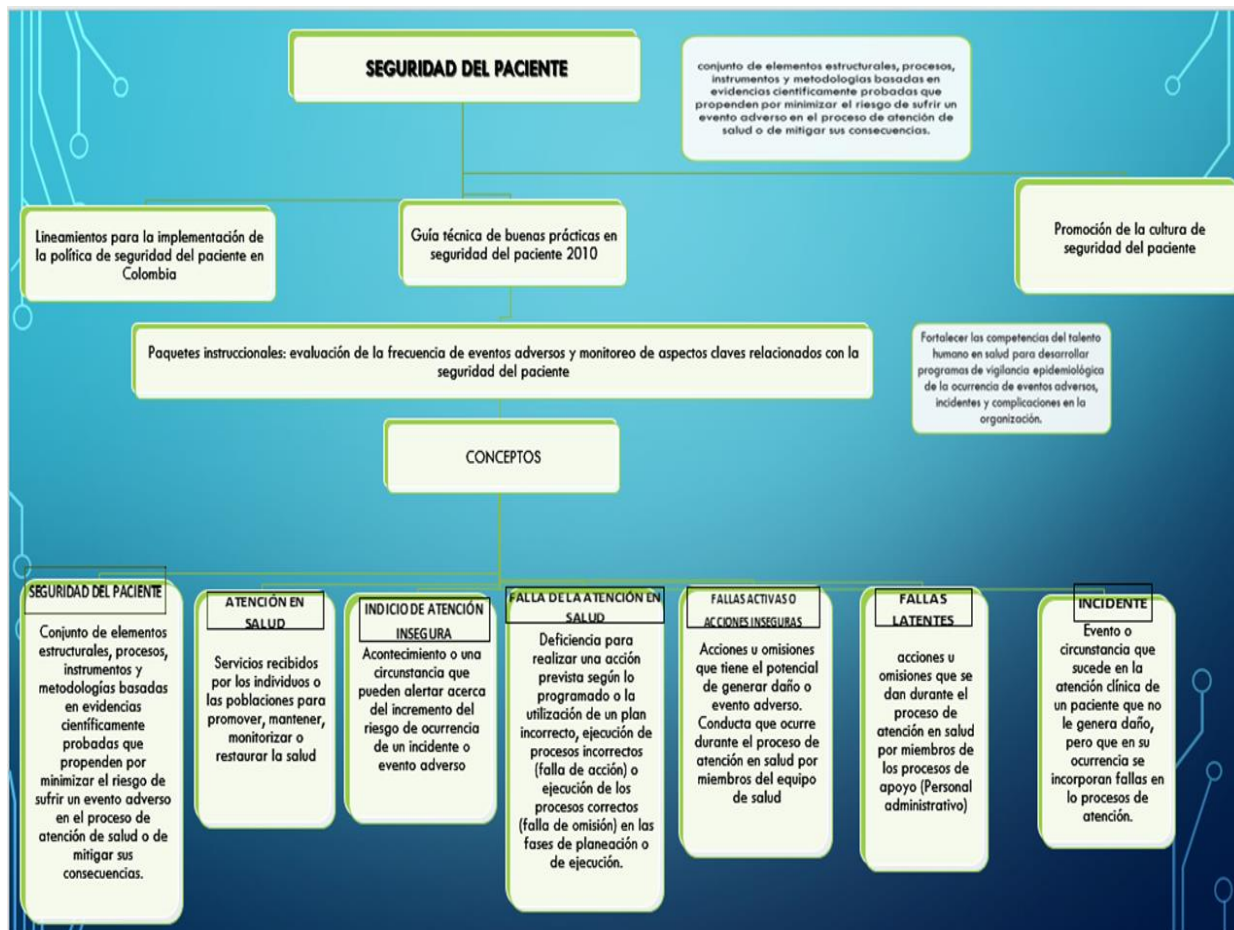 SEGURIDAD DEL PACIENTE
conjunto de elementos estructurales, procesos,
instrumentos y metodologías basadas en
evidencias científicamente probadas que
propenden por minimizar el riesgo de sufrir un
evento adverso en el proceso de atención de
salud o de mitigar sus consecuencias.
Lineamientos para la implementación de
la política de seguridad del paciente en
Colombia
Guía técnica de buenas prácticas en
seguridad del paciente 2010
Promoción de la cultura de
seguridad del paciente
Paquetes instruccionales: evaluación de la frecuencia de eventos adversos y monitoreo de aspectos claves relacionados con la
seguridad del paciente
Fortalecer las competencias del talento
humano en salud para desarrollar
programas de vigilancia epidemiológica
de la ocurrencia de eventos adversos,
incidentes y complicaciones en la
organización.
CONCEPTOS
SEGURIDAD DEL PACIENTE
Conjunto de elementos
estructurales, procesos,
instrumentos y
metodologías basadas
en evidencias
científicamente
probadas que
propenden por
minimizar el riesgo de
sufrir un evento adverso
en el proceso de
atención de salud o de
mitigar sus
consecuencias.
ATENCIÓN EN
SALUD
Servicios recibidos
por los individuos o
las poblaciones para
promover, mantener,
monitorizar o
restaurar la salud
INDICIO DE ATENCIÓN
INSEGURA
Acontecimiento o una
circunstancia que
pueden alertar acerca
del incremento del
riesgo de ocurrencia
de un incidente o
evento adverso
FALLA DE LA ATENCIÓN EN
SALUD
Deficiencia para
realizar una acción
prevista según lo
programado o la
utilización de un plan
incorrecto, ejecución de
procesos incorrectos
(falla de acción) o
ejecución de los
procesos correctos
(falla de omisión) en las
fases de planeación o
de ejecución.
FALLAS ACTIVAS O
ACCIONES INSEGURAS
Acciones u omisiones
que tiene el potencial
de generar daño o
evento adverso.
Conducta que ocurre
durante el proceso de
atención en salud por
miembros del equipo
de salud
FALLAS
LATENTES
acciones u
omisiones que se
dan durante el
proceso de
atención en salud
por miembros de
los procesos de
apoyo (Personal
administrativo)
INCIDENTE
Evento o
circunstancia que
sucede en la
atención clínica de
un paciente que no
le genera daño,
pero que en su
ocurrencia se
incorporan fallas en
lo procesos de
atención.